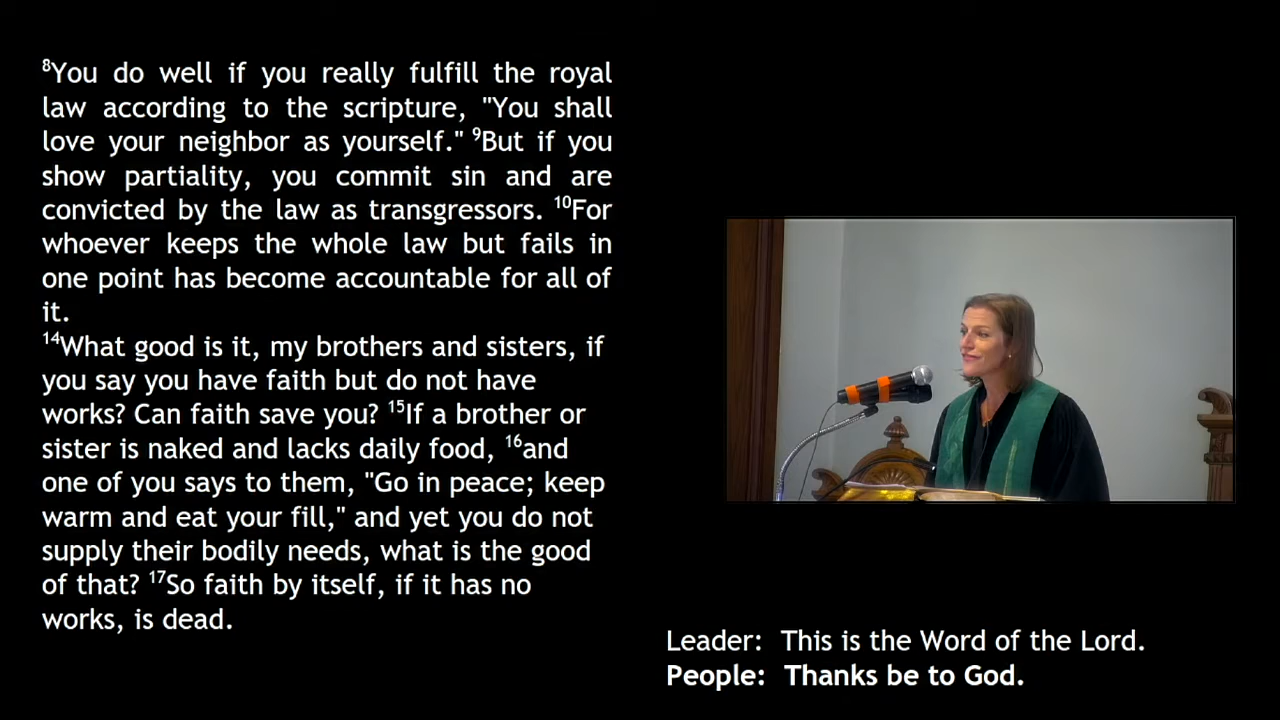 ⁸You do well if you really fulfill the royal
law according to the scripture, "You shall
love your neighbor as yourself." ⁹But if you
show partiality, you commit sin and are
convicted by the law as transgressors. ¹⁰For
whoever keeps the whole law but fails in
one point has become accountable for all of
it.
¹⁴What good is it, my brothers and sisters, if
you say you have faith but do not have
works? Can faith save you? ¹⁵If a brother or
sister is naked and lacks daily food, ¹⁶and
one of you says to them, "Go in peace; keep
warm and eat your fill," and yet you do not
supply their bodily needs, what is the good
of that? ¹⁷So faith by itself, if it has no
works, is dead.
Leader: This is the Word of the Lord.
People: Thanks be to God.